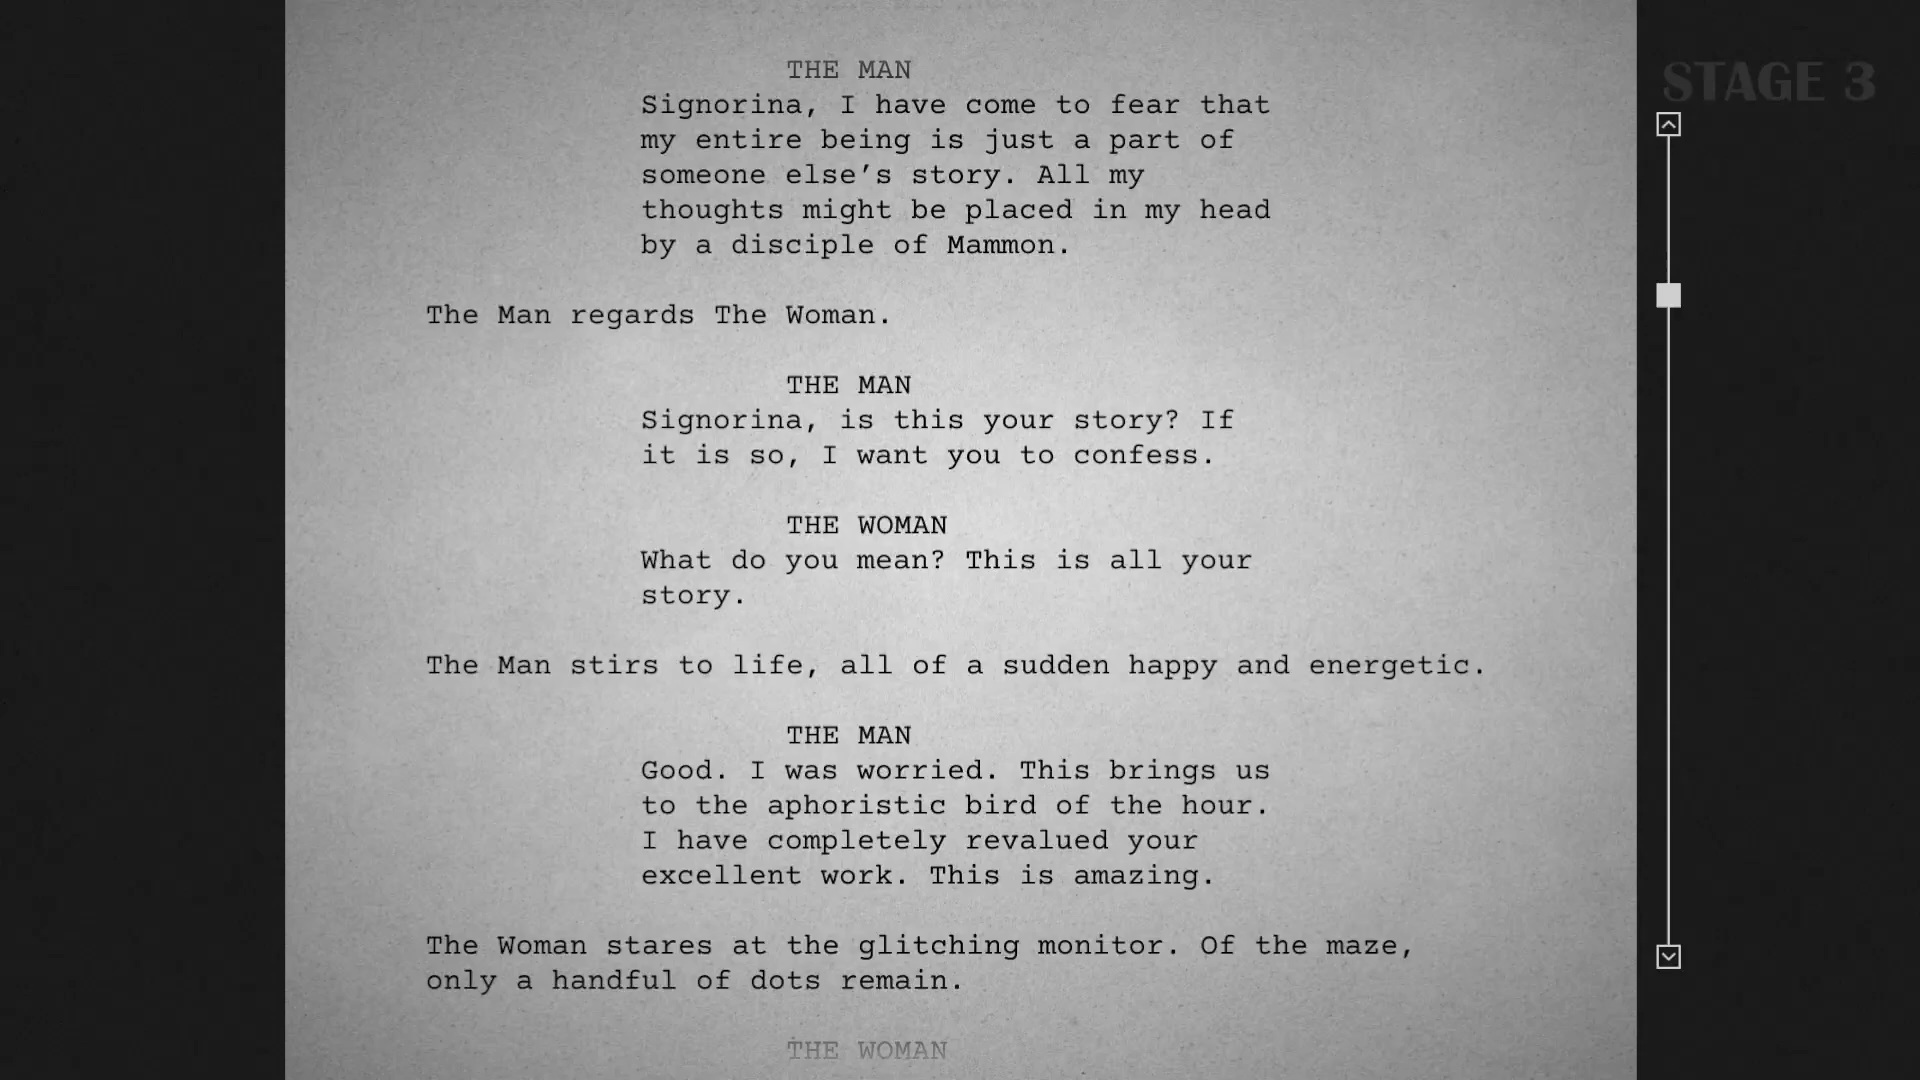 STAGE 3
THE MAN
Signorina, I have come to fear that
my entire being is just a part of
someone else’s story. All my
thoughts might be placed in my head
by a disciple of Mammon.
The Man regards The Woman.
THE MAN
Signorina, is this your story? If
it is so, I want you to confess.
THE WOMAN
What do you mean? This is all your
story.
The Man stirs to life, all of a sudden happy and energetic.
THE MAN
Good. I was worried. This brings us
to the aphoristic bird of the hour.
I have completely revalued your
excellent work. This is amazing.
The Woman stares at the glitching monitor. Of the maze,
only a handful of dots remain.
THE WOMAN